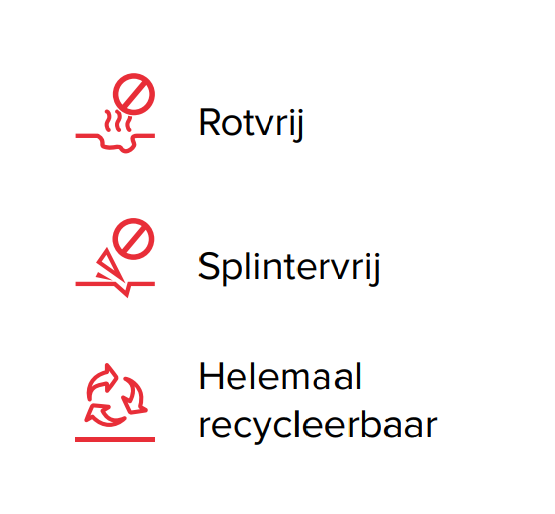 Rotvrij
Splintervrij
Helemaal
recycleerbaar